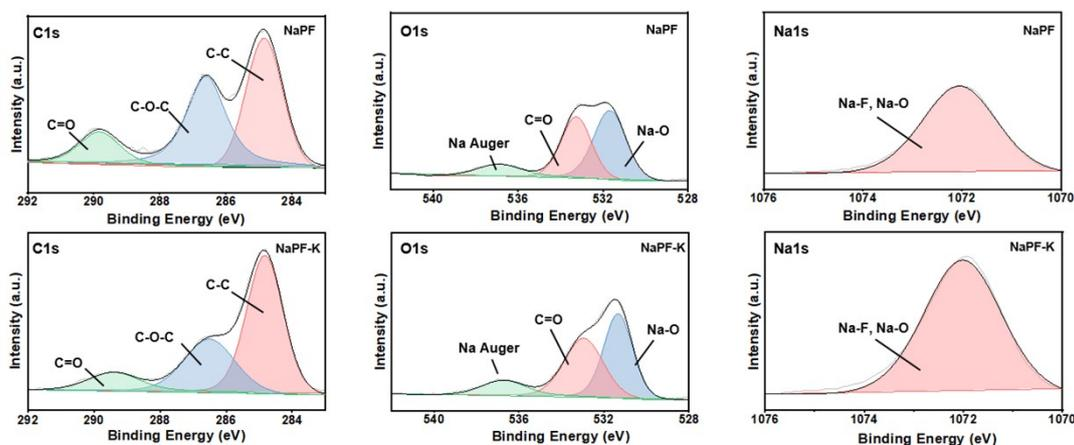 C1s
NaPF
C-C
C-O-C
C=O
Intensity (a.u.)
292 290 288 286 284
Binding Energy (eV)
O1s
NaPF
Na Auger
C=O
Na-O
Intensity (a.u.)
540 536 532 528
Binding Energy (eV)
Na1s
NaPF
Na-F, Na-O
Intensity (a.u.)
1076 1074 1072 1070
Binding Energy (eV)
C1s
NaPF-K
C-C
C-O-C
C=O
Intensity (a.u.)
292 290 288 286 284
Binding Energy (eV)
O1s
NaPF-K
C=O
Na Auger
Na-O
Intensity (a.u.)
540 536 532 528
Binding Energy (eV)
Na1s
NaPF-K
Na-F, Na-O
Intensity (a.u.)
1076 1074 1072 1070
Binding Energy (eV)